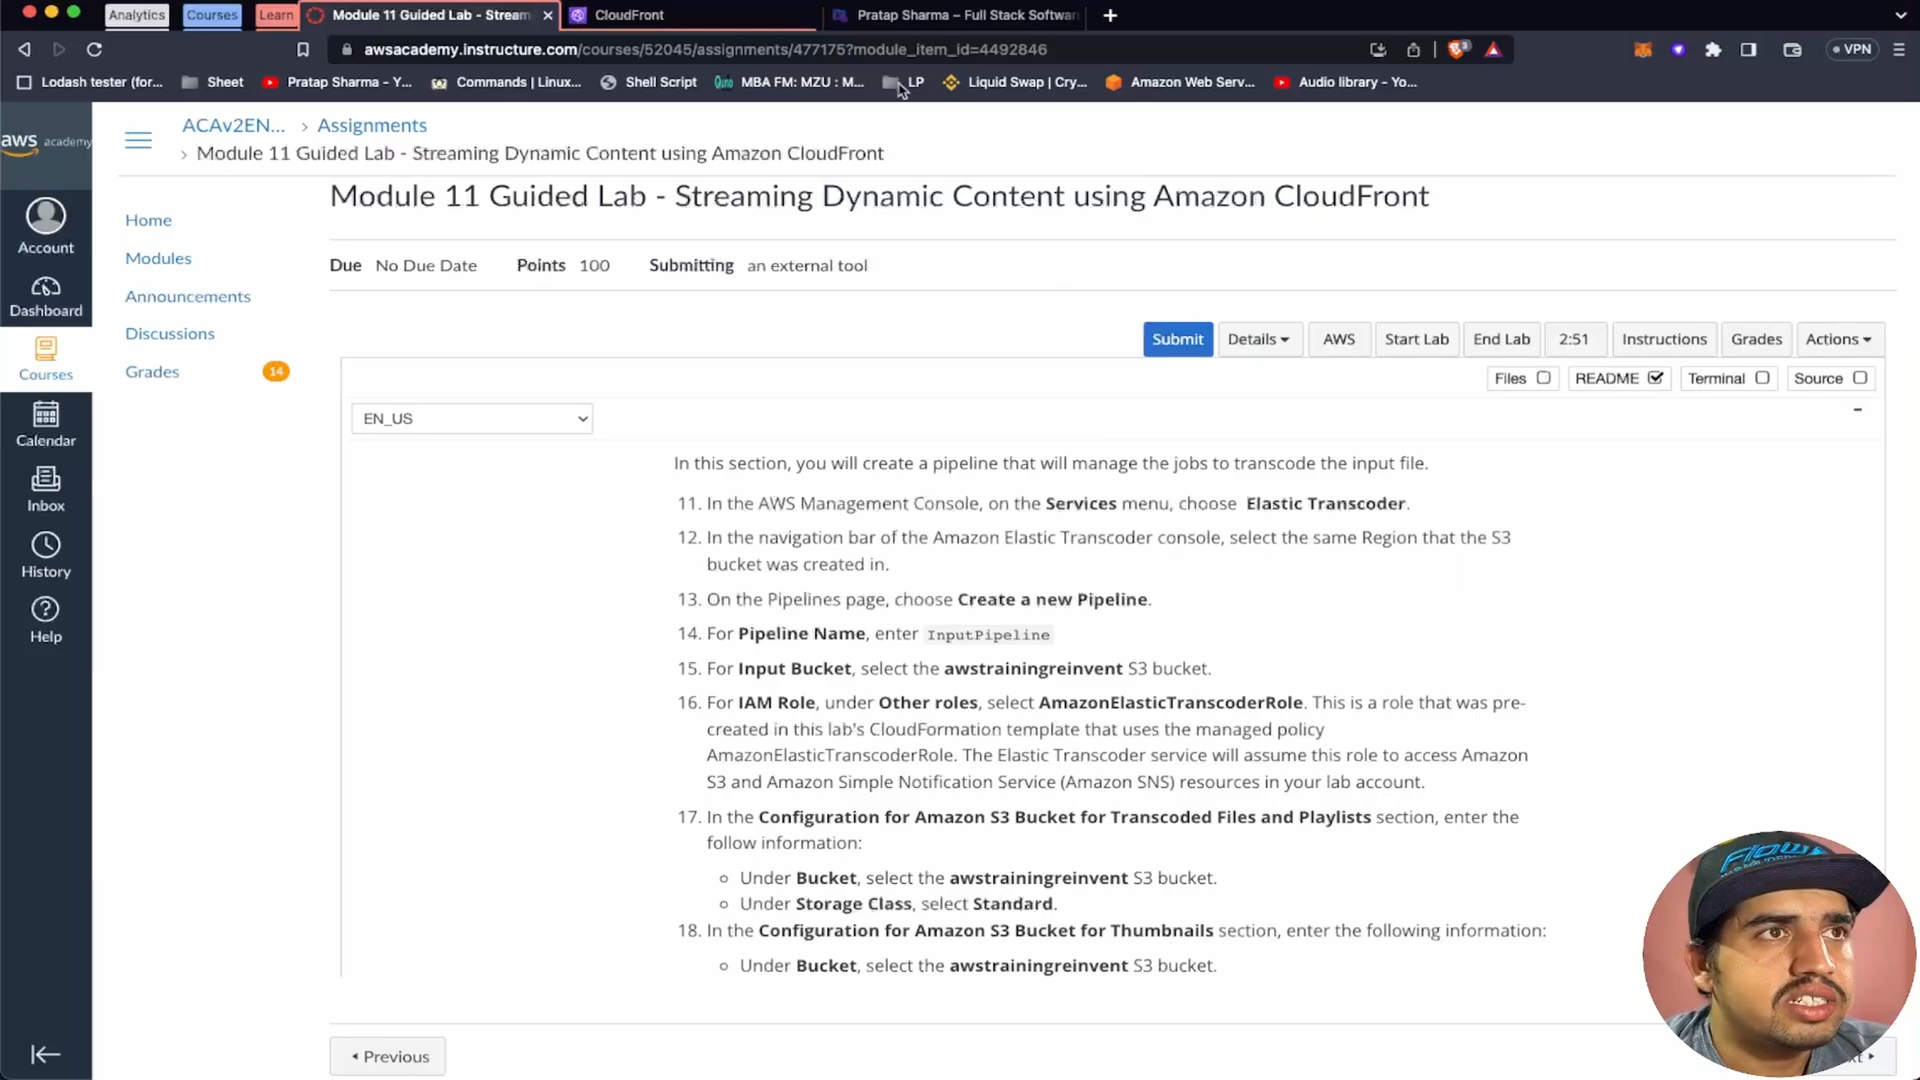 Analytics Courses Learn Module 11 Guided Lab - Stream CloudFront Pratap Sharma – Full Stack Softwar
awsacademy.instructure.com/courses/52045/assignments/477175?module_item_id=4492846 VPN
Lodash tester (for... Sheet Pratap Sharma - Y... Commands | Linux... Shell Script MBA FM: MZU : M... LP Liquid Swap | Cry... Amazon Web Serv... Audio library - Yo...
aws academy
ACAv2EN... › Assignments
› Module 11 Guided Lab - Streaming Dynamic Content using Amazon CloudFront
Module 11 Guided Lab - Streaming Dynamic Content using Amazon CloudFront
Account
Dashboard
Courses
Calendar
Inbox
History
Help
Home
Modules
Announcements
Discussions
Grades 14
Due No Due Date Points 100 Submitting an external tool
Submit Details AWS Start Lab End Lab 2:51 Instructions Grades Actions
Files README Terminal Source
EN_US
In this section, you will create a pipeline that will manage the jobs to transcode the input file.
11. In the AWS Management Console, on the Services menu, choose Elastic Transcoder.
12. In the navigation bar of the Amazon Elastic Transcoder console, select the same Region that the S3
bucket was created in.
13. On the Pipelines page, choose Create a new Pipeline.
14. For Pipeline Name, enter InputPipeline
15. For Input Bucket, select the awstrainingreinvent S3 bucket.
16. For IAM Role, under Other roles, select AmazonElasticTranscoderRole. This is a role that was pre-
created in this lab's CloudFormation template that uses the managed policy
AmazonElasticTranscoderRole. The Elastic Transcoder service will assume this role to access Amazon
S3 and Amazon Simple Notification Service (Amazon SNS) resources in your lab account.
17. In the Configuration for Amazon S3 Bucket for Transcoded Files and Playlists section, enter the
follow information:
Under Bucket, select the awstrainingreinvent S3 bucket.
Under Storage Class, select Standard.
18. In the Configuration for Amazon S3 Bucket for Thumbnails section, enter the following information:
Under Bucket, select the awstrainingreinvent S3 bucket.
Previous